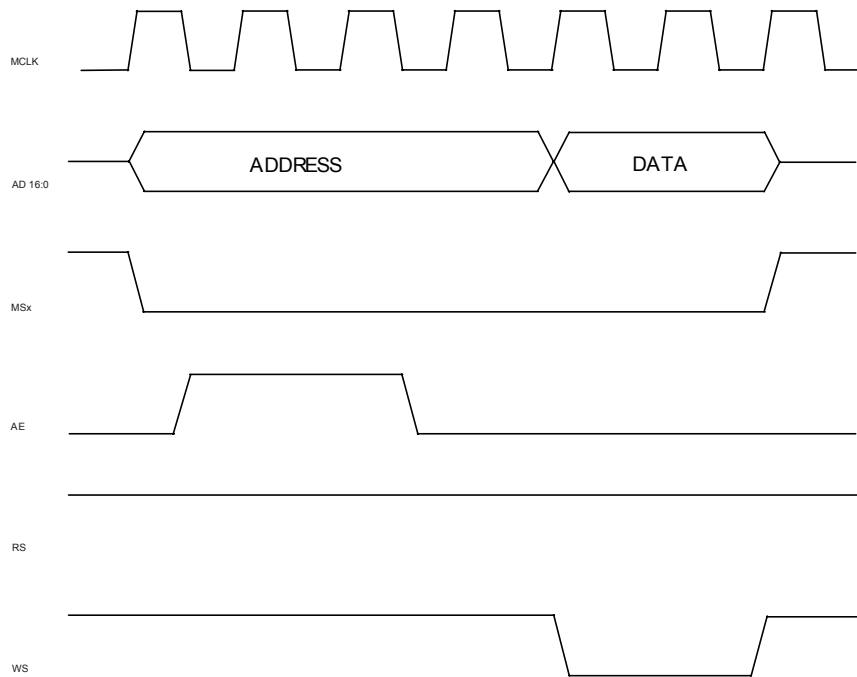 MCLK
AD 16:0
ADDRESS
DATA
MSx
AE
RS
WS